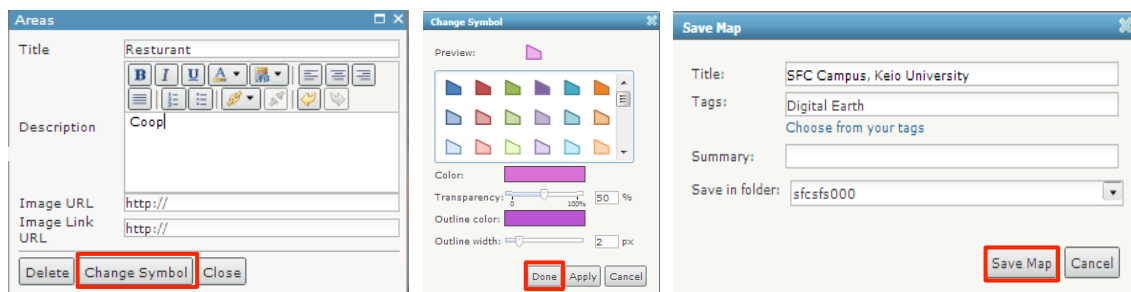 Areas
Title Resturant
B I U A
Description Coop
Image URL http://
Image Link URL http://
Delete Change Symbol Close
Change Symbol
Preview:
Color:
Transparency: 50 %
0 100%
Outline color:
Outline width: 2 px
Done Apply Cancel
Save Map
Title: SFC Campus, Keio University
Tags: Digital Earth
Choose from your tags
Summary:
Save in folder: sfcsfs000
Save Map Cancel